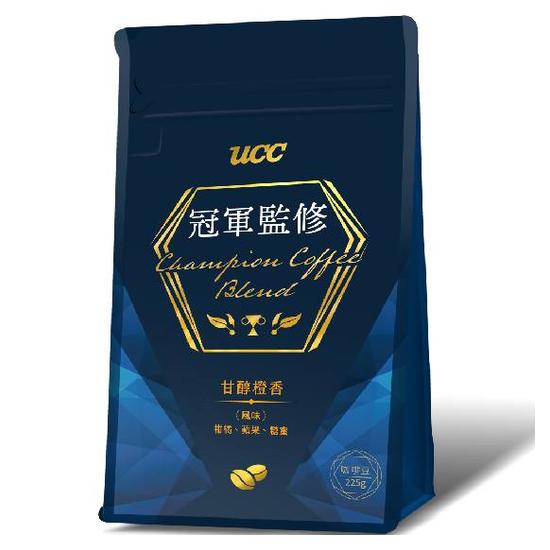 UCC
冠軍監修
Champion Coffee
Blend
甘醇橙香
(風味)
柑橘、蘋果、糖蜜
咖啡豆
225g